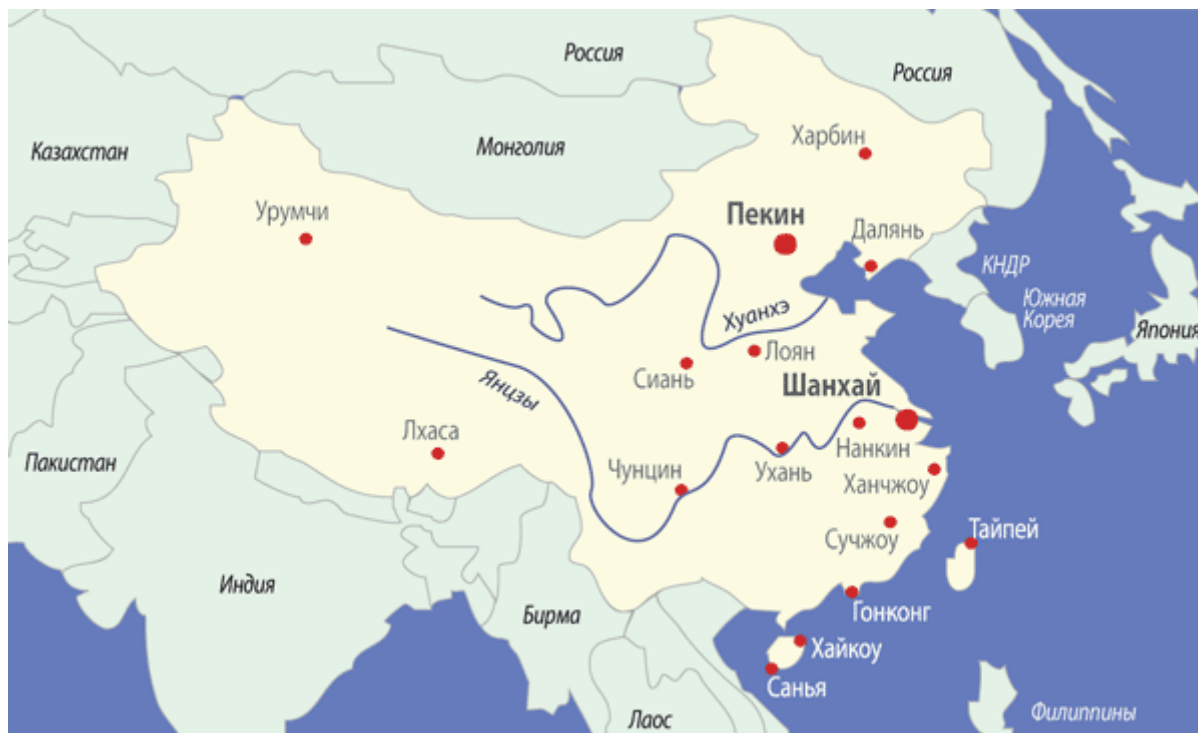 Россия
Россия
Харбин
Казахстан
Монголия
Урумчи
Пекин
Далянь
КНДР
Южная
Корея
Хуанхэ
Япония
Лоян
Сиань
Янцзы
Шанхай
Лхаса
Нанкин
Пакистан
Чунцин
Ухань
Ханчжоу
Тайпей
Сучжоу
Индия
Бирма
Гонконг
Хайкоу
Санья
Филиппины
Лаос